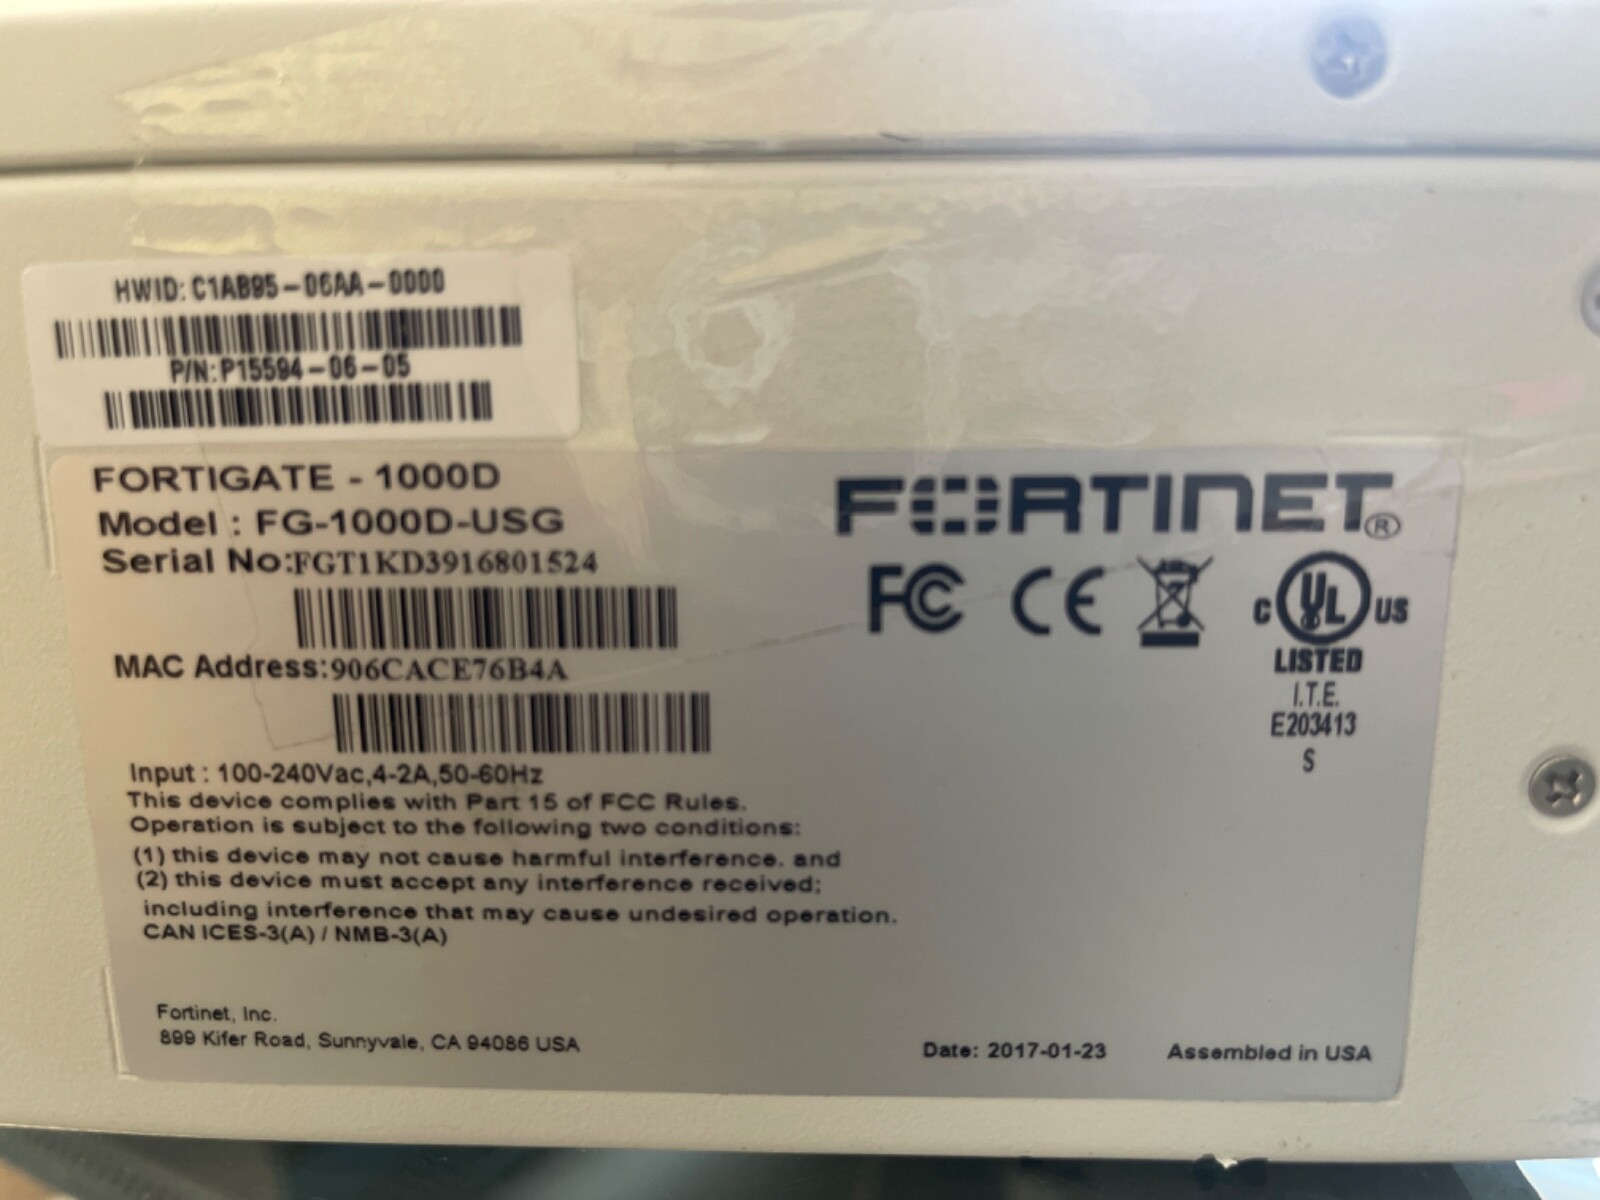 HWID: C1AB95-06AA-0000
P/N: P15594-06-05
FORTIGATE - 1000D
Model : FG-1000D-USG
Serial No:FGT1KD3916801524
MAC Address:906CACE76B4A
Input : 100-240Vac,4-2A,50-60Hz
This device complies with Part 15 of FCC Rules.
Operation is subject to the following two conditions:
(1) this device may not cause harmful interference. and
(2) this device must accept any interference received;
including interference that may cause undesired operation.
CAN ICES-3(A) / NMB-3(A)
Fortinet, Inc.
899 Kifer Road, Sunnyvale, CA 94086 USA
FORTINET®
FC CE C UL US
LISTED
I.T.E.
E203413
S
Date: 2017-01-23 Assembled in USA